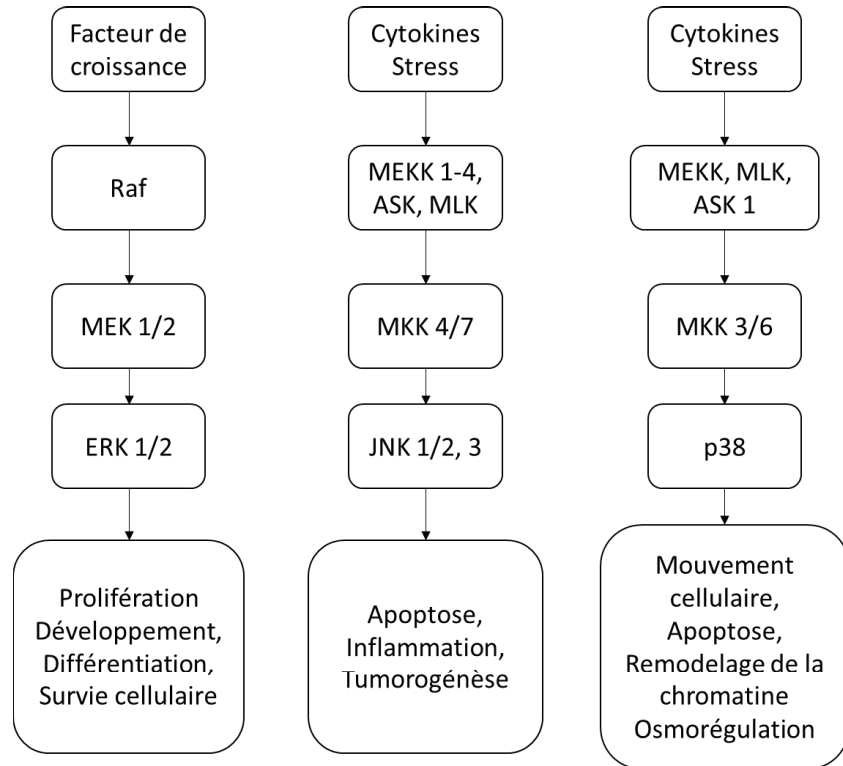 Facteur de
croissance
Raf
MEK 1/2
ERK 1/2
Prolifération
Développement,
Différentiation,
Survie cellulaire
Cytokines
Stress
MEKK 1-4,
ASK, MLK
MKK 4/7
JNK 1/2, 3
Apoptose,
Inflammation,
Tumorogénèse
Cytokines
Stress
MEKK, MLK,
ASK 1
MKK 3/6
p38
Mouvement
cellulaire,
Apoptose,
Remodelage de la
chromatine
Osmorégulation